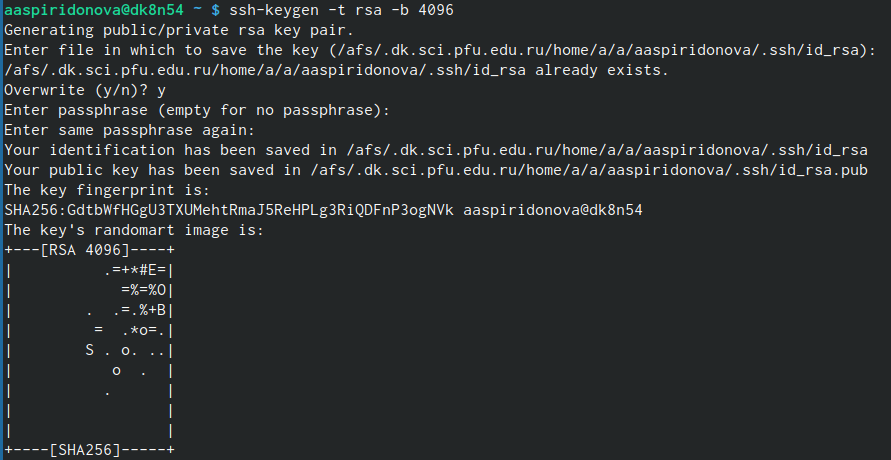 aaspiridonova@dk8n54 ~ $ ssh-keygen -t rsa -b 4096
Generating public/private rsa key pair.
Enter file in which to save the key (/afs/.dk.sci.pfu.edu.ru/home/a/a/aaspiridonova/.ssh/id_rsa):
/afs/.dk.sci.pfu.edu.ru/home/a/a/aaspiridonova/.ssh/id_rsa already exists.
Overwrite (y/n)? y
Enter passphrase (empty for no passphrase):
Enter same passphrase again:
Your identification has been saved in /afs/.dk.sci.pfu.edu.ru/home/a/a/aaspiridonova/.ssh/id_rsa
Your public key has been saved in /afs/.dk.sci.pfu.edu.ru/home/a/a/aaspiridonova/.ssh/id_rsa.pub
The key fingerprint is:
SHA256:GdtbWfHGgU3TXUMehtRmaJ5ReHPLg3RiQDFnP3ogNVk aaspiridonova@dk8n54
The key's randomart image is:
+---[RSA 4096]----+
|           .=+*#E=|
|             =%=%O|
|         .  .=.%+B|
|          =  .*o=.|
|         S . o. ..|
|            o  .  |
|           .      |
|                  |
|                  |
+----[SHA256]-----+